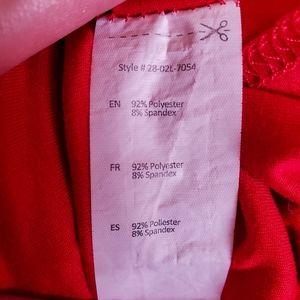 Style # 28-02L-7054
EN 92% Polyester
8% Spandex
FR 92% Polyester
8% Spandex
ES 92% Poliester
8% Spandex